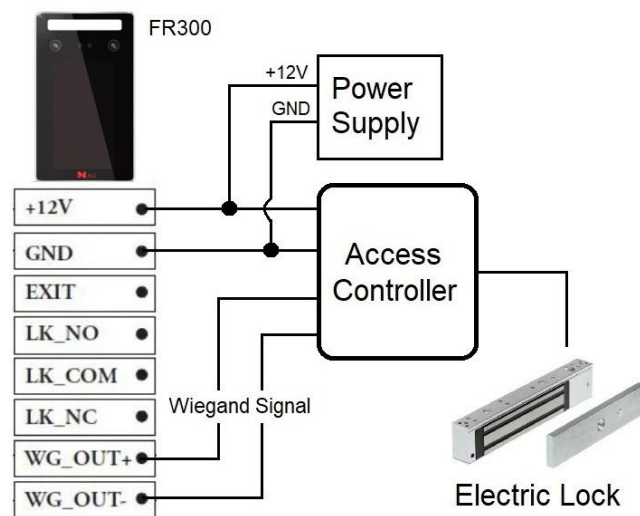 FR300
+12V
GND
Power
Supply
+12V
GND
EXIT
LK_NO
LK_COM
LK_NC
WG_OUT+
WG_OUT-
Access
Controller
Wiegand Signal
Electric Lock